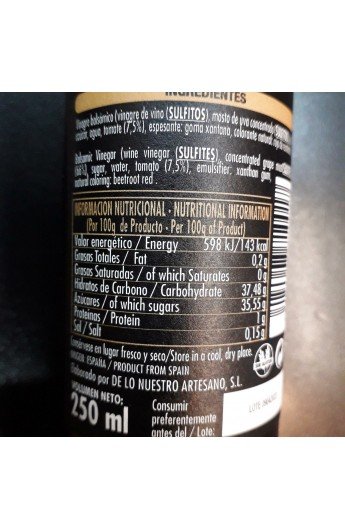 INGREDIENTES
Vinagre balsámico (vinagre de vino (SULFITOS), mosto de uva concentrado
azúcar, agua, tomate (7,5%), espesante: goma xantana, colorante natural:
Balsamic Vinegar (wine vinegar (SULFITES), concentrated grape
sugar, water, tomato (7,5%), emulsifier: xanthan gum,
natural coloring: beetroot red.
INFORMACION NUTRICIONAL - NUTRITIONAL INFORMATION
(Por 100g de Producto - Per 100g of Product)
Valor energético / Energy 598 kJ/143 kcal
Grasas Totales / Fat 0,2g
Grasas Saturadas / of which Saturates 0g
Hidratos de Carbono / Carbohydrate 37,48g
Azúcares / of which sugars 35,55g
Proteínas / Protein 1g
Sal / Salt 0,15g
Consérvese en lugar fresco y seco/Store in a cool, dry place.
ORIGEN ESPAÑA / PRODUCT FROM SPAIN
Elaborado por DE LO NUESTRO ARTESANO, S.L.
VOLUMEN NETO:
250 ml
Consumir
preferentemente
antes del / Lote:
LOTE